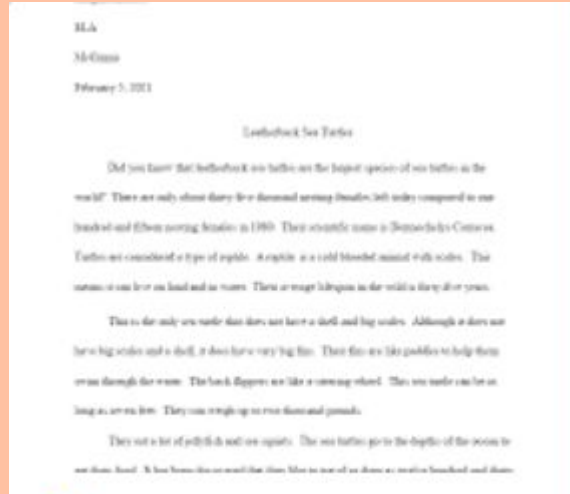 February 5, 2021
Leatherback Sea Turtles
Did you know that leatherback sea turtles are the largest species of sea turtles in the
world? There are only about thirty five thousand nesting females left today compared to one
hundred and fifteen nesting females in 1980. Their scientific name is Coriacea.
Turtles are considered a type of reptile. A reptile is a cold blooded animal with scales. This
means it can live on land and in water. Their average lifespan in the wild is thirty years.
This is the only sea turtle that does not have a shell and big scales. Although it does not
have big scales and a shell, it does have very big fins. Their fins are like paddles to help them
swim through the water. The back flippers are like a steering wheel. This sea turtle can be as
long as seven feet. They can weigh up to two thousand pounds.
They eat a lot of jellyfish and sea squirts. The sea turtles go to the depths of the ocean to